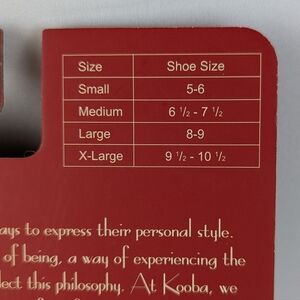 Size Shoe Size
Small 5-6
Medium 6 1/2 - 7 1/2
Large 8-9
X-Large 9 1/2 - 10 1/2
to express their personal style.
of being, a way of experiencing the
this philosophy. At Kooba, we